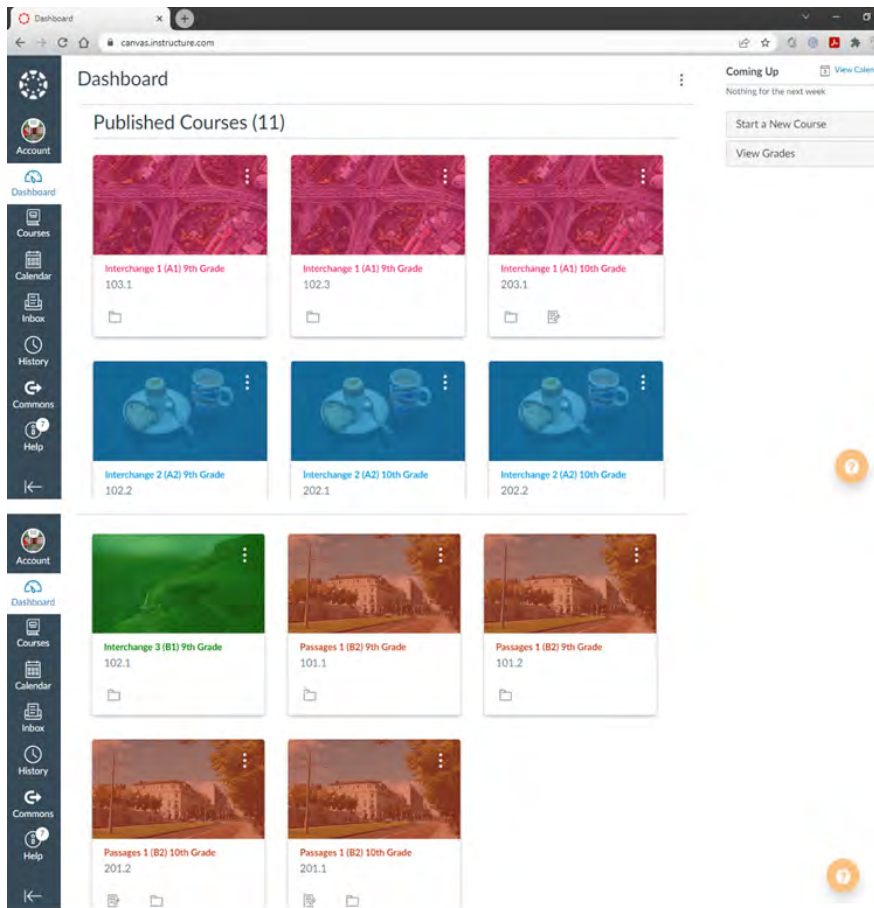 Dashboard
canvas.instructure.com
Dashboard
Coming Up
View Calen
Nothing for the next week
Start a New Course
View Grades
Published Courses (11)
Account
Dashboard
Courses
Calendar
Inbox
History
Commons
7
Help
Interchange 1 (A1) 9th Grade
103.1
Interchange 1 (A1) 9th Grade
102.3
Interchange 1 (A1) 10th Grade
203.1
Interchange 2 (A2) 9th Grade
102.2
Interchange 2 (A2) 10th Grade
202.1
Interchange 2 (A2) 10th Grade
202.2
Account
Dashboard
Courses
Calendar
Inbox
History
Commons
7
Help
Interchange 3 (B1) 9th Grade
102.1
Passages 1 (B2) 9th Grade
101.1
Passages 1 (B2) 9th Grade
101.2
Passages 1 (B2) 10th Grade
201.2
Passages 1 (B2) 10th Grade
201.1